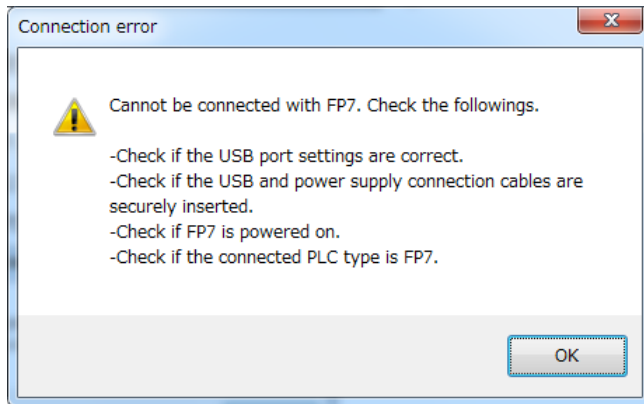 Connection error
Cannot be connected with FP7. Check the followings.
-Check if the USB port settings are correct.
-Check if the USB and power supply connection cables are
securely inserted.
-Check if FP7 is powered on.
-Check if the connected PLC type is FP7.
OK